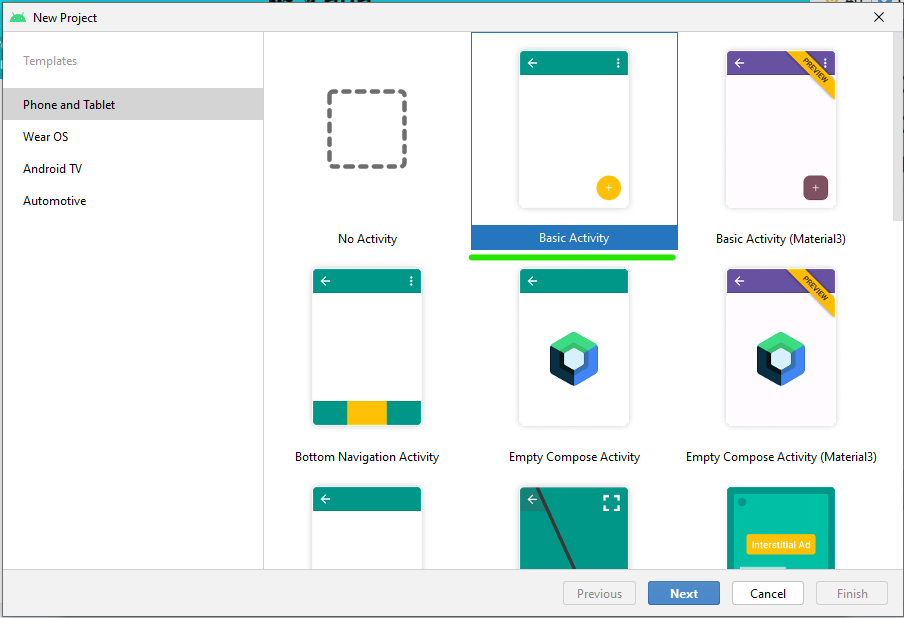 New Project
Templates
Phone and Tablet
Wear OS
Android TV
Automotive
PREVIEW
No Activity
Basic Activity
Basic Activity (Material3)
PREVIEW
Bottom Navigation Activity
Empty Compose Activity
Empty Compose Activity (Material3)
Interstitial Ad
Previous
Next
Cancel
Finish